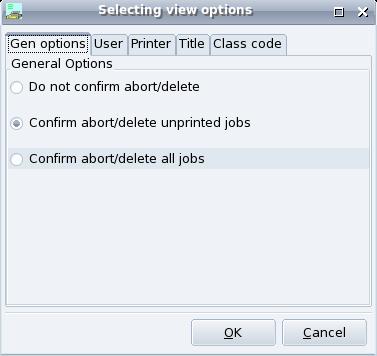 Selecting view options
Gen options User Printer Title Class code
General Options
Do not confirm abort/delete
Confirm abort/delete unprinted jobs
Confirm abort/delete all jobs
OK Cancel